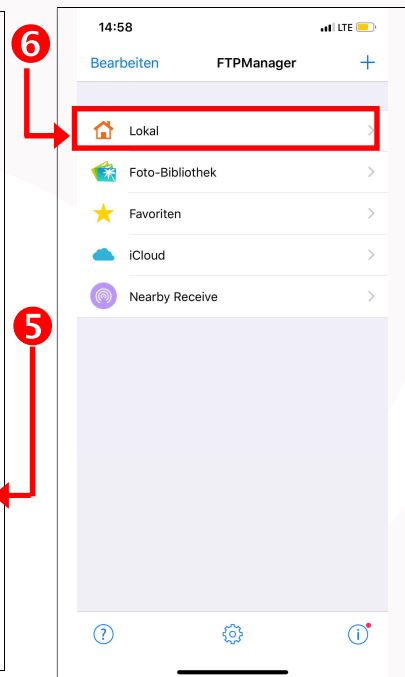 14:58 LTE
6
Bearbeiten FTPManager +
Lokal
Foto-Bibliothek
Favoriten
iCloud
Nearby Receive
5
? i